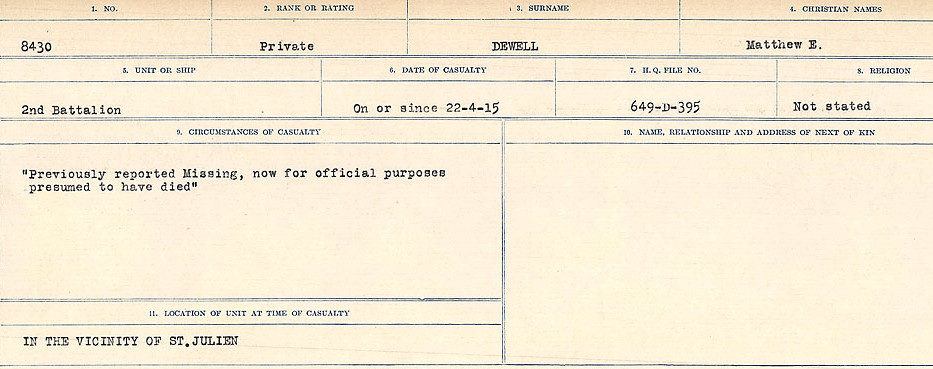 1. NO. 2. RANK OR RATING 3. SURNAME 4. CHRISTIAN NAMES
8430 Private DEWELL Matthew E.
5. UNIT OR SHIP 6. DATE OF CASUALTY 7. H.Q. FILE NO. 8. RELIGION
2nd Battalion On or since 22-4-15 649-D-395 Not stated
9. CIRCUMSTANCES OF CASUALTY 10. NAME, RELATIONSHIP AND ADDRESS OF NEXT OF KIN
"Previously reported Missing, now for official purposes
presumed to have died"
11. LOCATION OF UNIT AT TIME OF CASUALTY
IN THE VICINITY OF ST.JULIEN